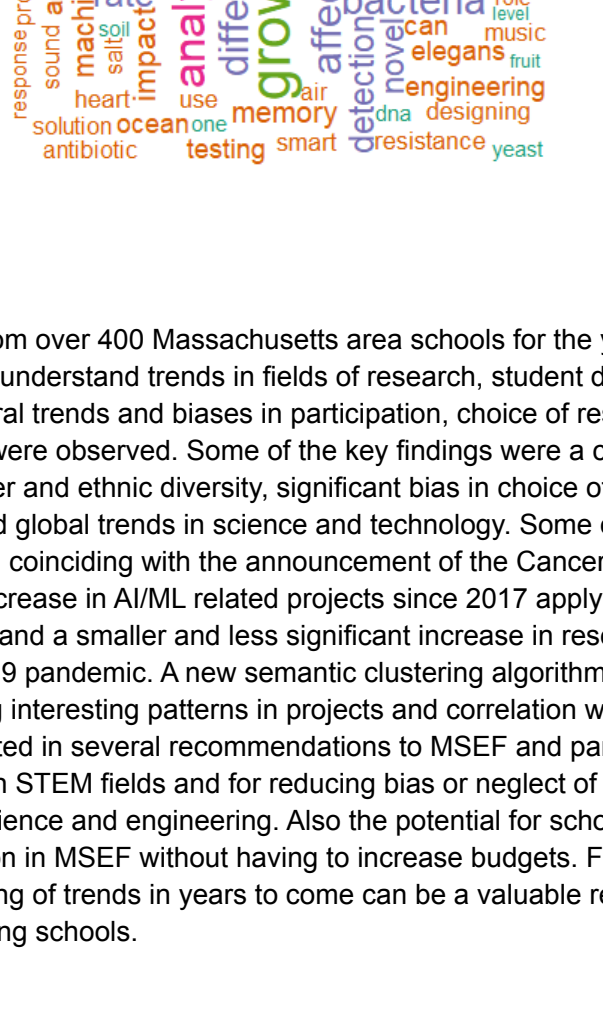 role
bacteria
level
can
music
soil
elegans
fruit
salt
machi
impact
anal
diffe
grow
affe
detection
novel
response pro
sound a
air
engineering
heart
use
memory
dna
designing
solution
ocean
one
antibiotic
testing
smart
resistance
yeast
om over 400 Massachusetts area schools for the y
understand trends in fields of research, student d
ral trends and biases in participation, choice of res
were observed. Some of the key findings were a c
er and ethnic diversity, significant bias in choice of
d global trends in science and technology. Some
coinciding with the announcement of the Cancer
crease in AI/ML related projects since 2017 apply
and a smaller and less significant increase in rese
9 pandemic. A new semantic clustering algorithm
g interesting patterns in projects and correlation w
ted in several recommendations to MSEF and par
n STEM fields and for reducing bias or neglect of
ience and engineering. Also the potential for scho
on in MSEF without having to increase budgets. F
ng of trends in years to come can be a valuable re
ng schools.